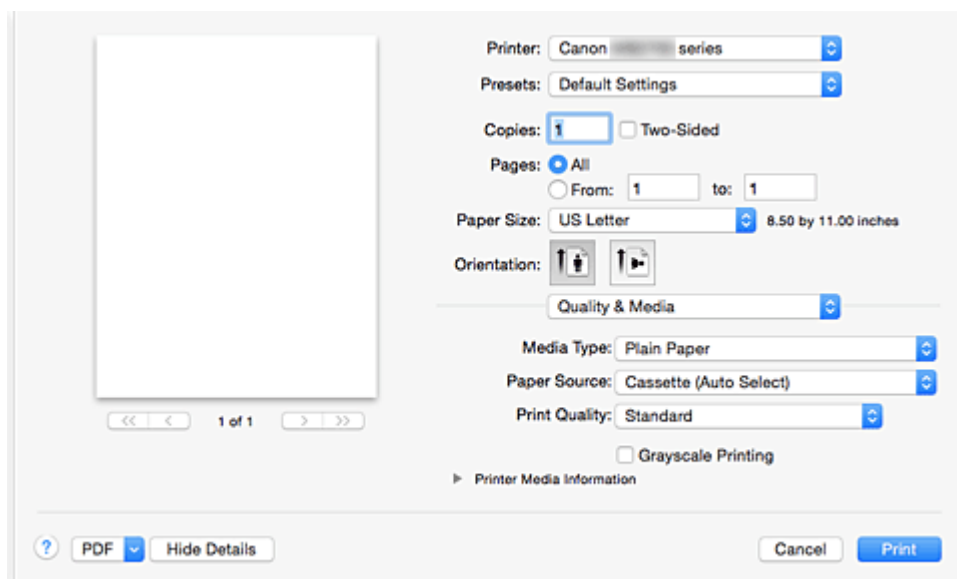 Printer: Canon series
Presets: Default Settings
Copies: 1 Two-Sided
Pages: All
From: 1 to: 1
Paper Size: US Letter 8.50 by 11.00 inches
Orientation:
Quality & Media
Media Type: Plain Paper
Paper Source: Cassette (Auto Select)
Print Quality: Standard
Grayscale Printing
Printer Media Information
<< < 1 of 1 > >>
? PDF Hide Details Cancel Print